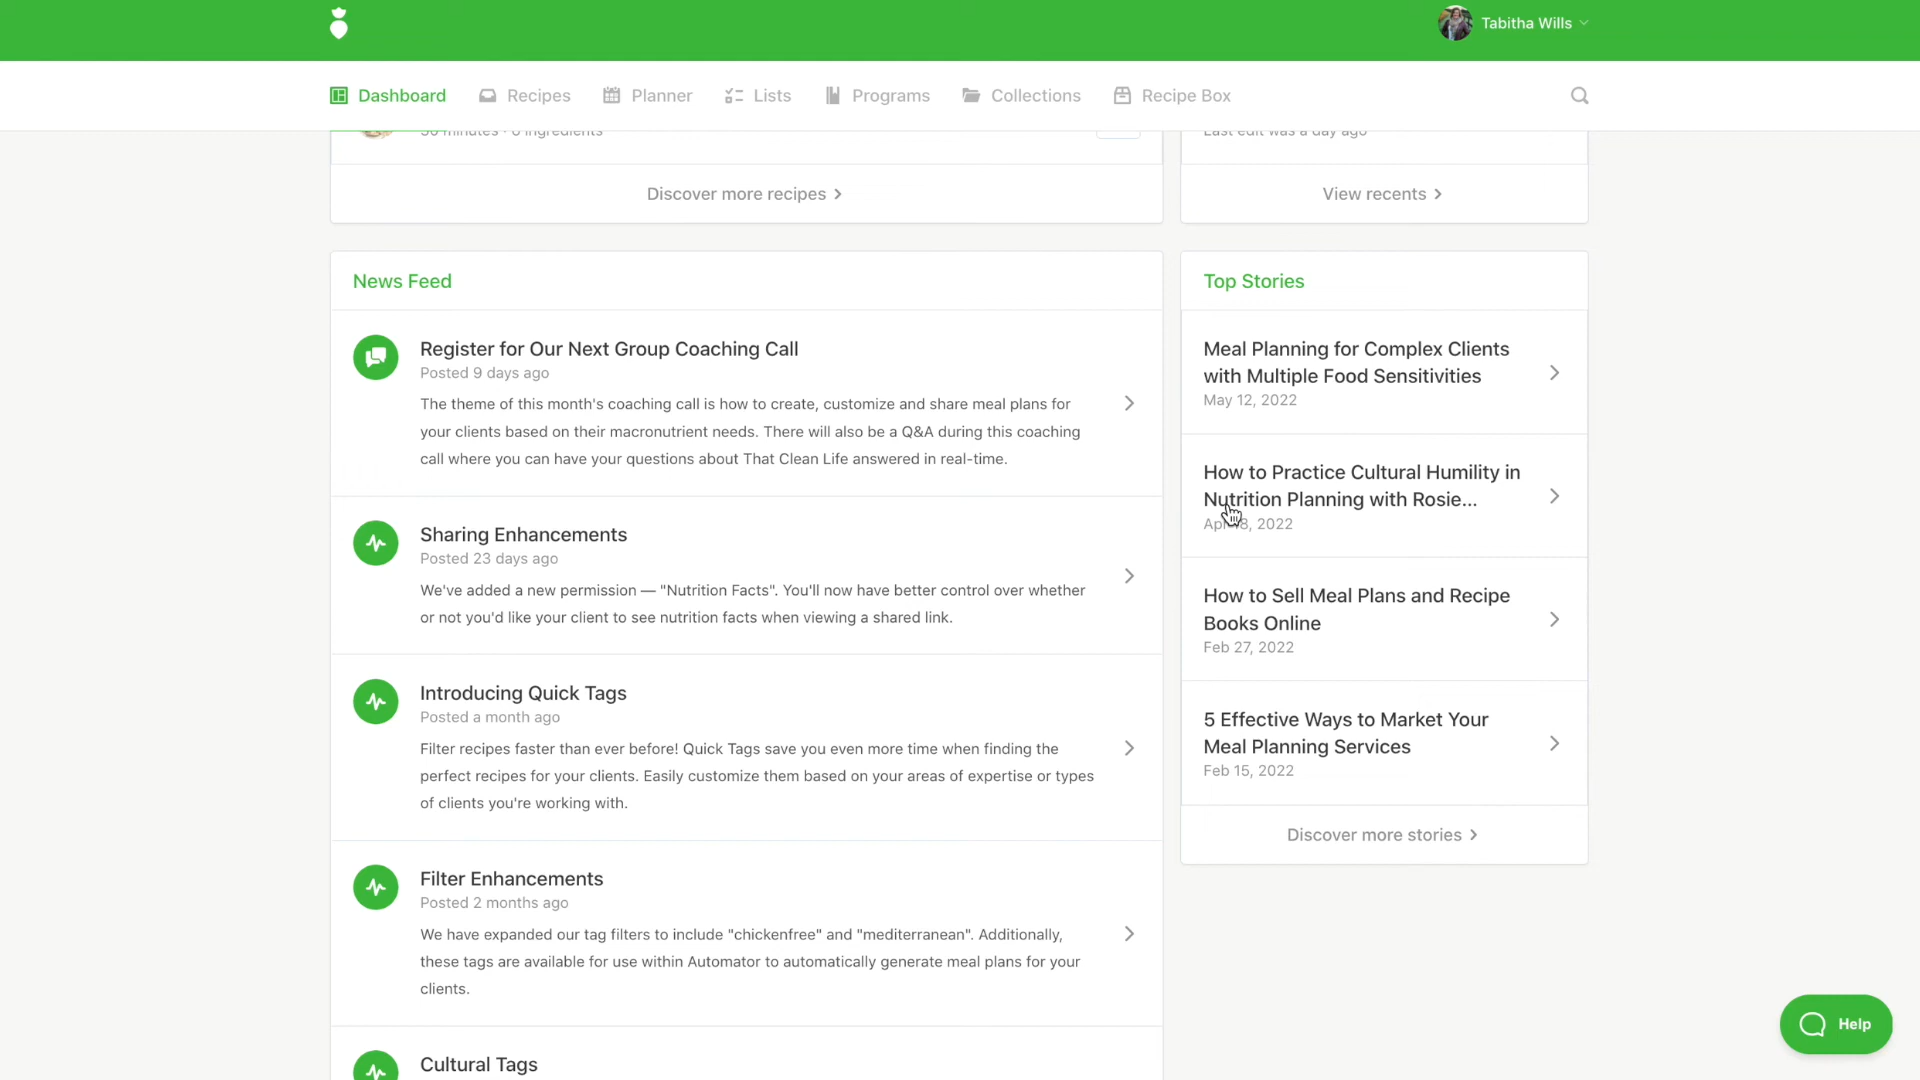 Tabitha Wills
Dashboard
Recipes
Planner
Lists
Programs
Collections
Recipe Box
30 minutes · 6 ingredients
Last edit was a day ago
Discover more recipes
View recents
News Feed
Register for Our Next Group Coaching Call
Posted 9 days ago
The theme of this month's coaching call is how to create, customize and share meal plans for
your clients based on their macronutrient needs. There will also be a Q&A during this coaching
call where you can have your questions about That Clean Life answered in real-time.
Sharing Enhancements
Posted 23 days ago
We've added a new permission — "Nutrition Facts". You'll now have better control over whether
or not you'd like your client to see nutrition facts when viewing a shared link.
Introducing Quick Tags
Posted a month ago
Filter recipes faster than ever before! Quick Tags save you even more time when finding the
perfect recipes for your clients. Easily customize them based on your areas of expertise or types
of clients you're working with.
Filter Enhancements
Posted 2 months ago
We have expanded our tag filters to include "chickenfree" and "mediterranean". Additionally,
these tags are available for use within Automator to automatically generate meal plans for your
clients.
Cultural Tags
Top Stories
Meal Planning for Complex Clients
with Multiple Food Sensitivities
May 12, 2022
How to Practice Cultural Humility in
Nutrition Planning with Rosie...
2022
How to Sell Meal Plans and Recipe
Books Online
Feb 27, 2022
5 Effective Ways to Market Your
Meal Planning Services
Feb 15, 2022
Discover more stories
Help